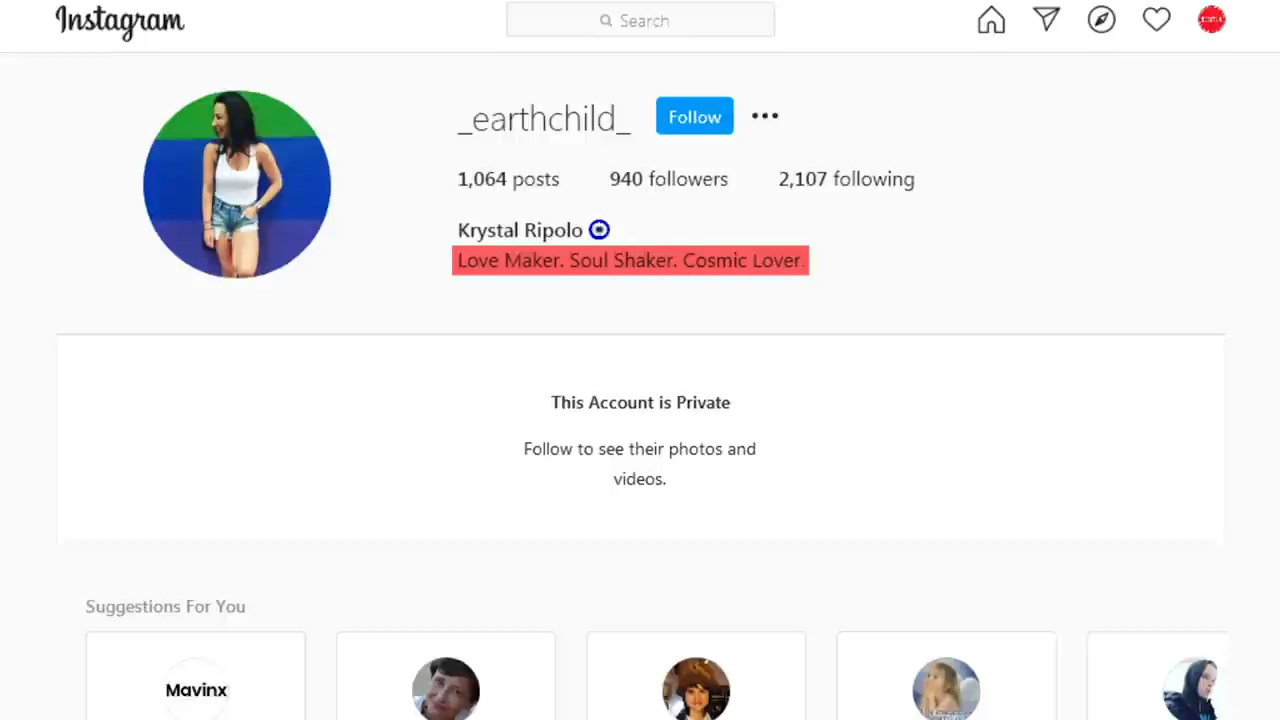 Instagram
Search
_earthchild_ Follow
1,064 posts 940 followers 2,107 following
Krystal Ripolo
Love Maker. Soul Shaker. Cosmic Lover.
This Account is Private
Follow to see their photos and
videos.
Suggestions For You
Mavinx